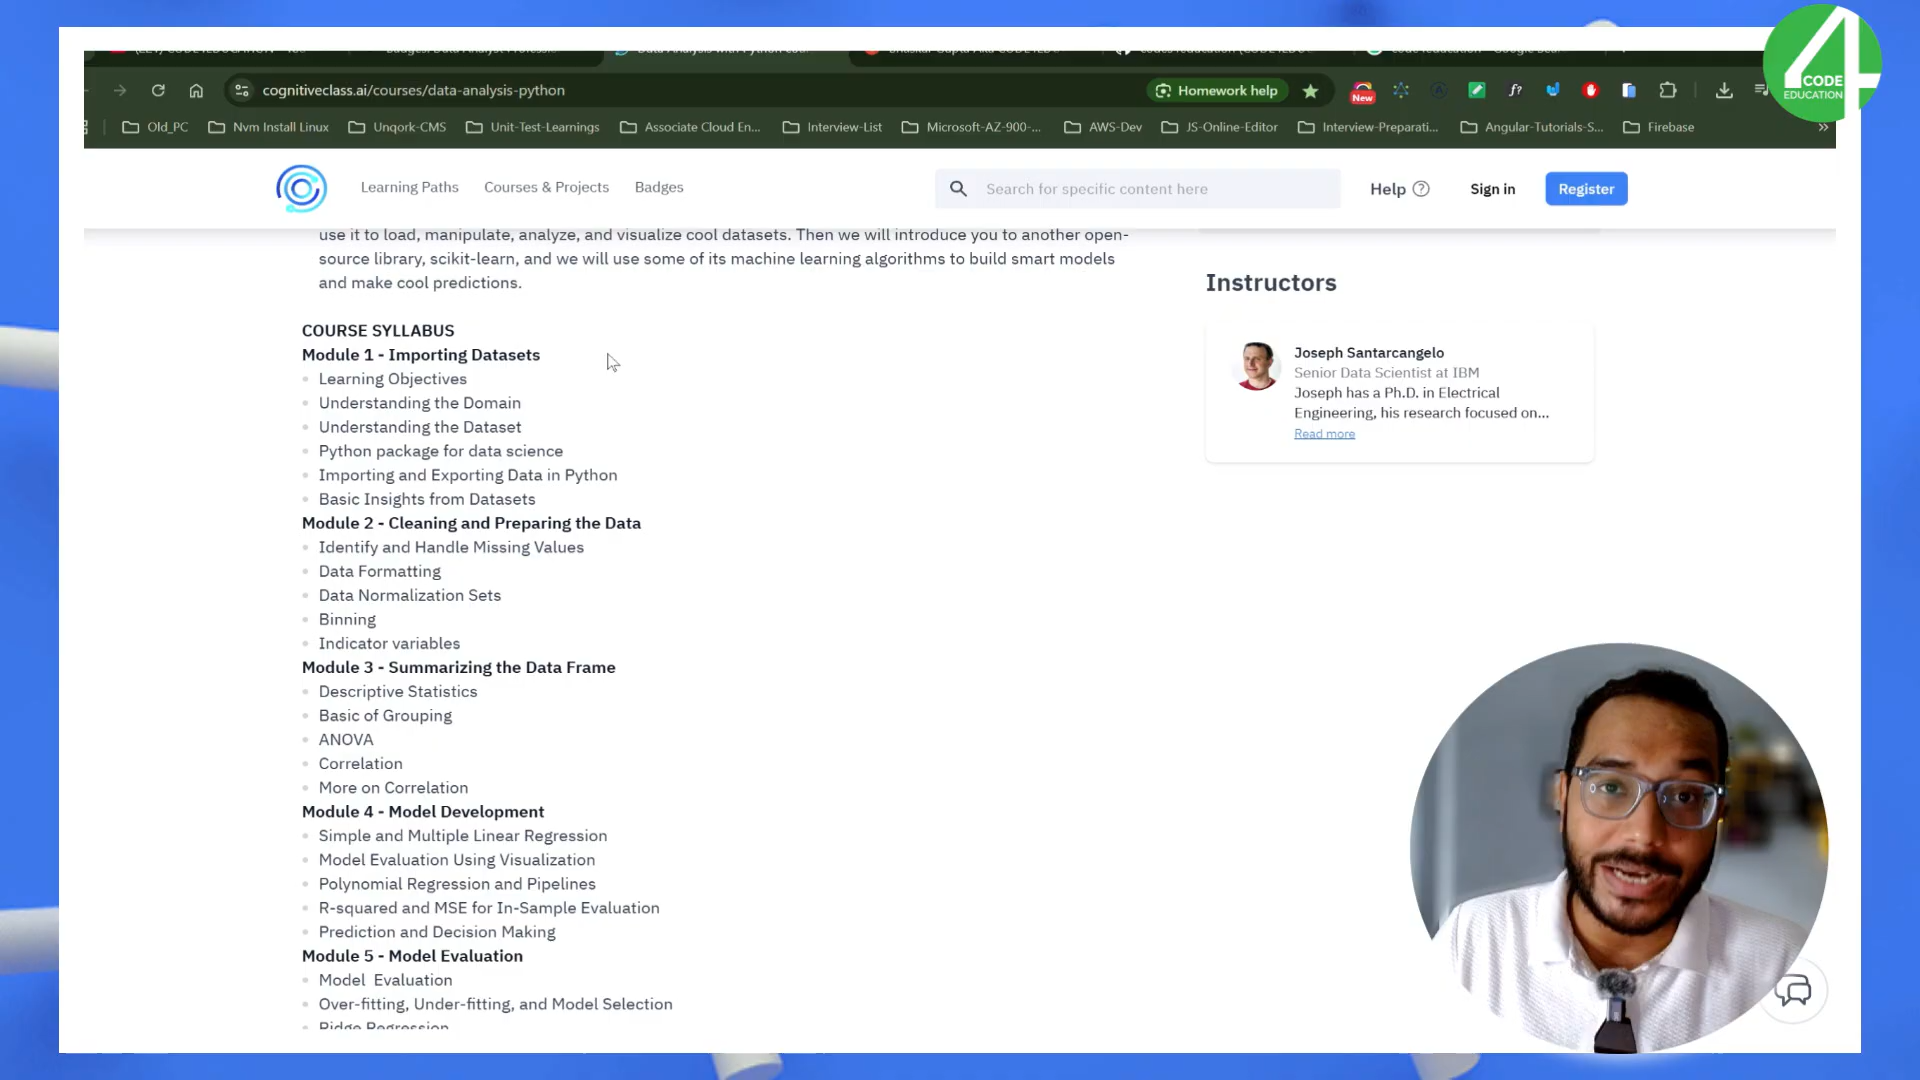 CODE
EDUCATION
cognitiveclass.ai/courses/data-analysis-python
Homework help
New
Old_PC
Nvm Install Linux
Unqork-CMS
Unit-Test-Learnings
Associate Cloud En...
Interview-List
Microsoft-AZ-900-...
AWS-Dev
JS-Online-Editor
Interview-Preparati...
Angular-Tutorials-S...
Firebase
»
Learning Paths
Courses & Projects
Badges
Search for specific content here
Help
Sign in
Register
use it to load, manipulate, analyze, and visualize cool datasets. Then we will introduce you to another open-
source library, scikit-learn, and we will use some of its machine learning algorithms to build smart models
and make cool predictions.
COURSE SYLLABUS
Module 1 - Importing Datasets
Learning Objectives
Understanding the Domain
Understanding the Dataset
Python package for data science
Importing and Exporting Data in Python
Basic Insights from Datasets
Module 2 - Cleaning and Preparing the Data
Identify and Handle Missing Values
Data Formatting
Data Normalization Sets
Binning
Indicator variables
Module 3 - Summarizing the Data Frame
Descriptive Statistics
Basic of Grouping
ANOVA
Correlation
More on Correlation
Module 4 - Model Development
Simple and Multiple Linear Regression
Model Evaluation Using Visualization
Polynomial Regression and Pipelines
R-squared and MSE for In-Sample Evaluation
Prediction and Decision Making
Module 5 - Model Evaluation
Model  Evaluation
Over-fitting, Under-fitting, and Model Selection
Ridge Regression
Instructors
Joseph Santarcangelo
Senior Data Scientist at IBM
Joseph has a Ph.D. in Electrical
Engineering, his research focused on...
Read more